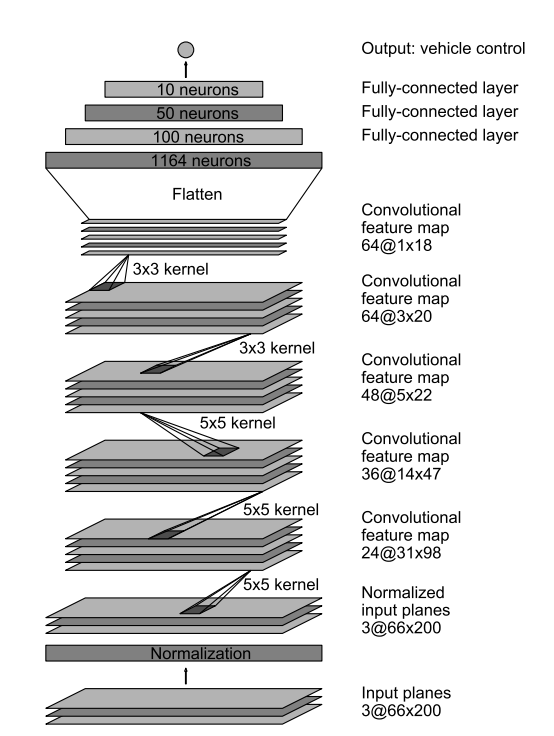 Output: vehicle control
10 neurons
Fully-connected layer
50 neurons
Fully-connected layer
100 neurons
Fully-connected layer
1164 neurons
Flatten
Convolutional
feature map
64@1x18
3x3 kernel
Convolutional
feature map
64@3x20
3x3 kernel
Convolutional
feature map
48@5x22
5x5 kernel
Convolutional
feature map
36@14x47
5x5 kernel
Convolutional
feature map
24@31x98
5x5 kernel
Normalized
input planes
3@66x200
Normalization
Input planes
3@66x200